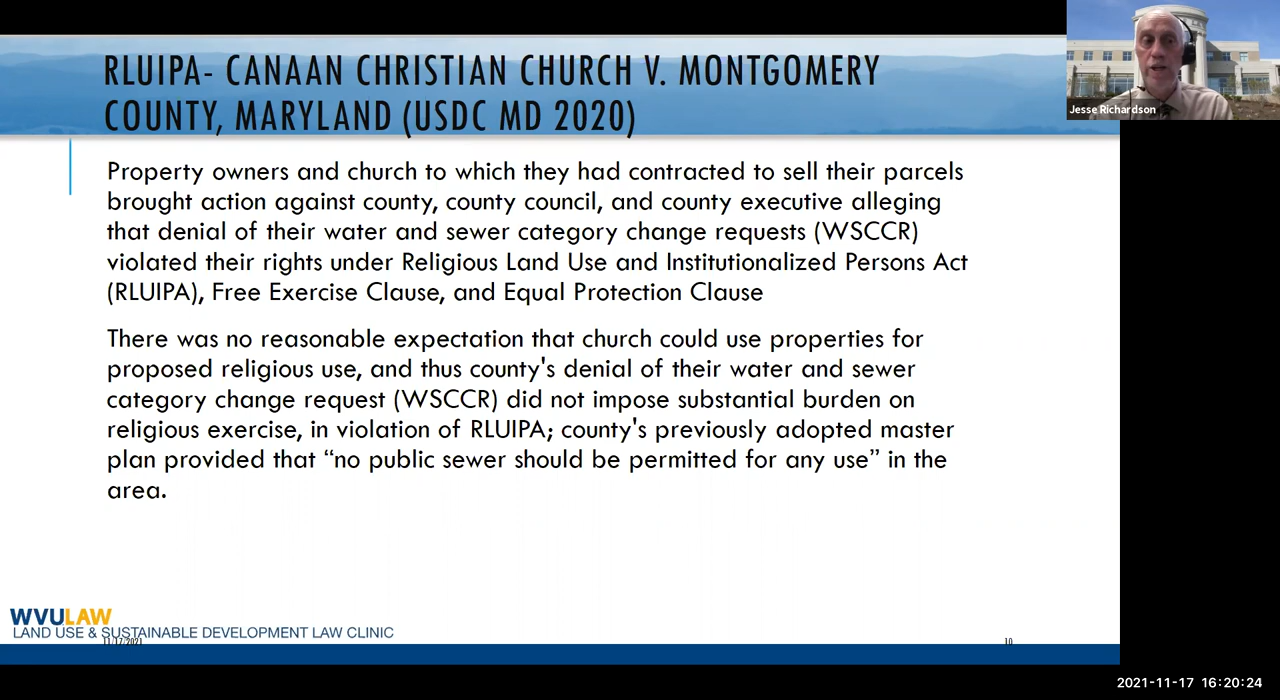 RLUIPA- CANAAN CHRISTIAN CHURCH V. MONTGOMERY
COUNTY, MARYLAND (USDC MD 2020)
Jesse Richardson
Property owners and church to which they had contracted to sell their parcels
brought action against county, county council, and county executive alleging
that denial of their water and sewer category change requests (WSCCR)
violated their rights under Religious Land Use and Institutionalized Persons Act
(RLUIPA), Free Exercise Clause, and Equal Protection Clause
There was no reasonable expectation that church could use properties for
proposed religious use, and thus county's denial of their water and sewer
category change request (WSCCR) did not impose substantial burden on
religious exercise, in violation of RLUIPA; county's previously adopted master
plan provided that “no public sewer should be permitted for any use” in the
area.
WVULAW
LAND USE & SUSTAINABLE DEVELOPMENT LAW CLINIC
11/17/2021
10
2021-11-17 16:20:24